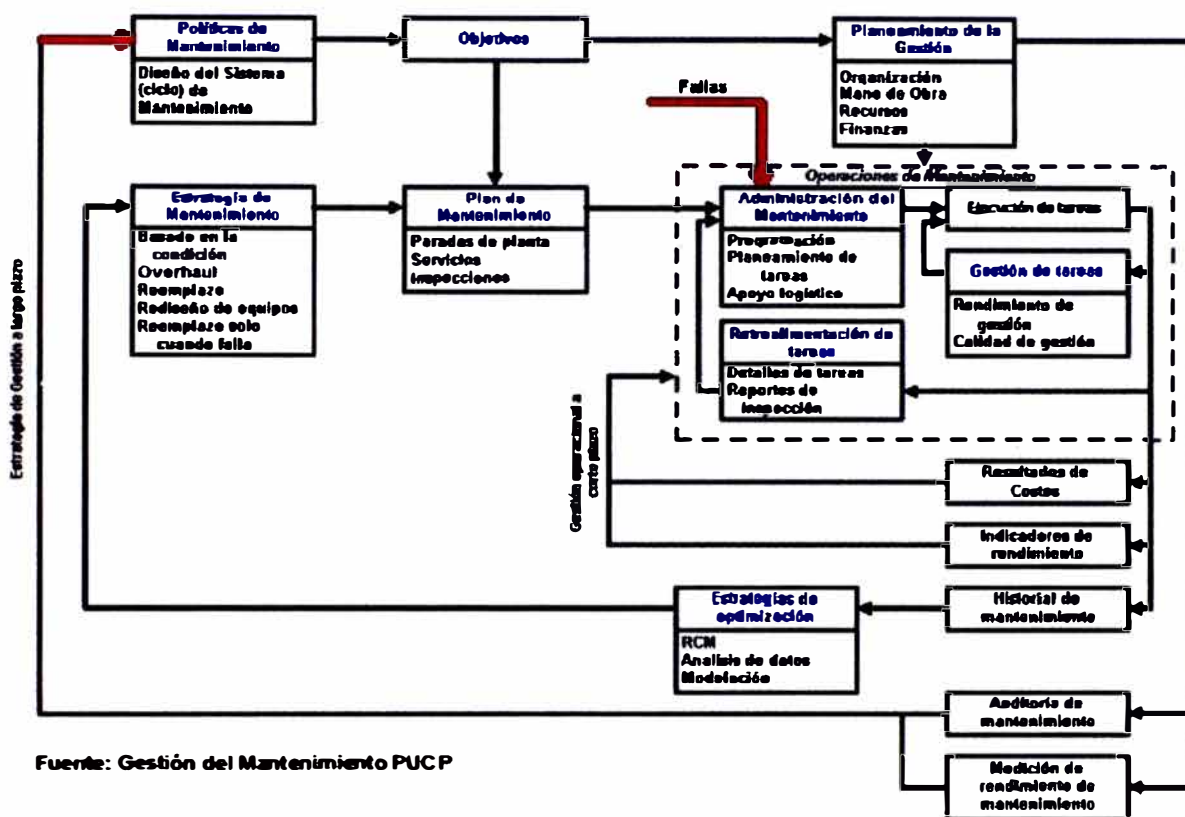 Políticas de
Mantenimiento
Diseño del Sistema
(ciclo) de
Mantenimiento
Objetivos
Planeamiento de la
Gestión
Organización
Mano de Obra
Recursos
Finanzas
Fallas
Operaciones de Mantenimiento
Estrategia de
Mantenimiento
Basado en la
condición
Overhaul
Reemplazo
Rediseño de equipos
Reemplazo solo
cuando falla
Plan de
Mantenimiento
Paradas de planta
Servicios
Inspecciones
Administración del
Mantenimiento
Programación
Planeamiento de
tareas
Apoyo logístico
Ejecución de tareas
Gestión de tareas
Rendimiento de
gestión
Calidad de gestión
Retroalimentación de
tareas
Detalles de tareas
Reportes de
inspección
Estrategia de Gestión a largo plazo
Gestión operacional a
corto plazo
Resultados de
Costos
Indicadores de
rendimiento
Historial de
mantenimiento
Estrategias de
optimización
RCM
Analisis de datos
Modelación
Auditoría de
mantenimiento
Medición de
rendimiento de
mantenimiento
Fuente: Gestión del Mantenimiento PUCP